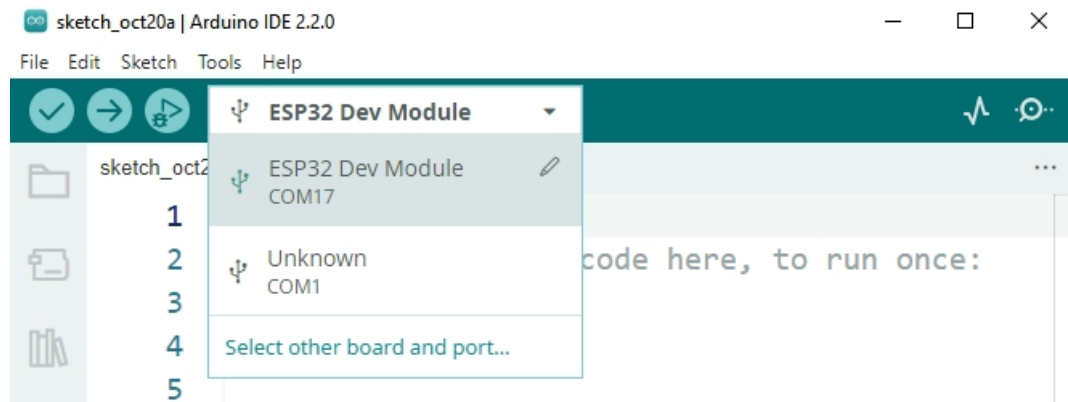 sketch_oct20a | Arduino IDE 2.2.0
File Edit Sketch Tools Help
ESP32 Dev Module
sketch_oct2
ESP32 Dev Module
COM17
1
2 code here, to run once:
Unknown
COM1
3
4
Select other board and port...
5